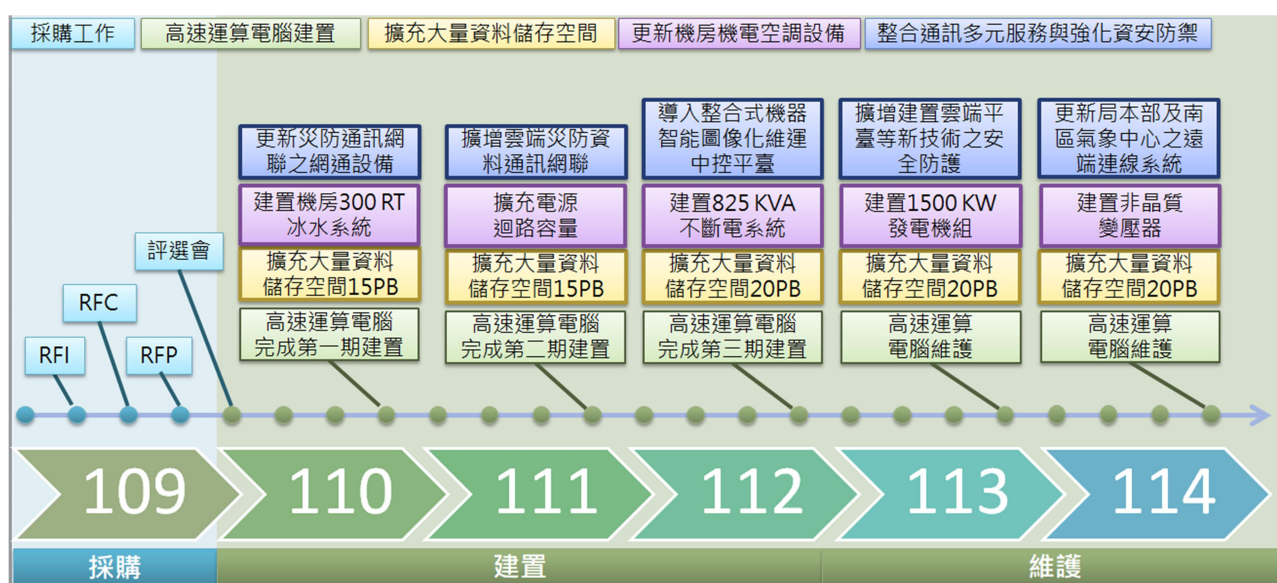 採購工作
高速運算電腦建置
擴充大量資料儲存空間
更新機房機電空調設備
整合通訊多元服務與強化資安防禦
RFI
RFC
RFP
評選會
更新災防通訊網
聯之網通設備
建置機房300 RT
冰水系統
擴充大量資料
儲存空間15PB
高速運算電腦
完成第一期建置
擴增雲端災防資
料通訊網聯
擴充電源
迴路容量
擴充大量資料
儲存空間15PB
高速運算電腦
完成第二期建置
導入整合式機器
智能圖像化維運
中控平臺
建置825 KVA
不斷電系統
擴充大量資料
儲存空間20PB
高速運算電腦
完成第三期建置
擴增建置雲端平
臺等新技術之安
全防護
建置1500 KW
發電機組
擴充大量資料
儲存空間20PB
高速運算
電腦維護
更新局本部及南
區氣象中心之遠
端連線系統
建置非晶質
變壓器
擴充大量資料
儲存空間20PB
高速運算
電腦維護
109
110
111
112
113
114
採購
建置
維護